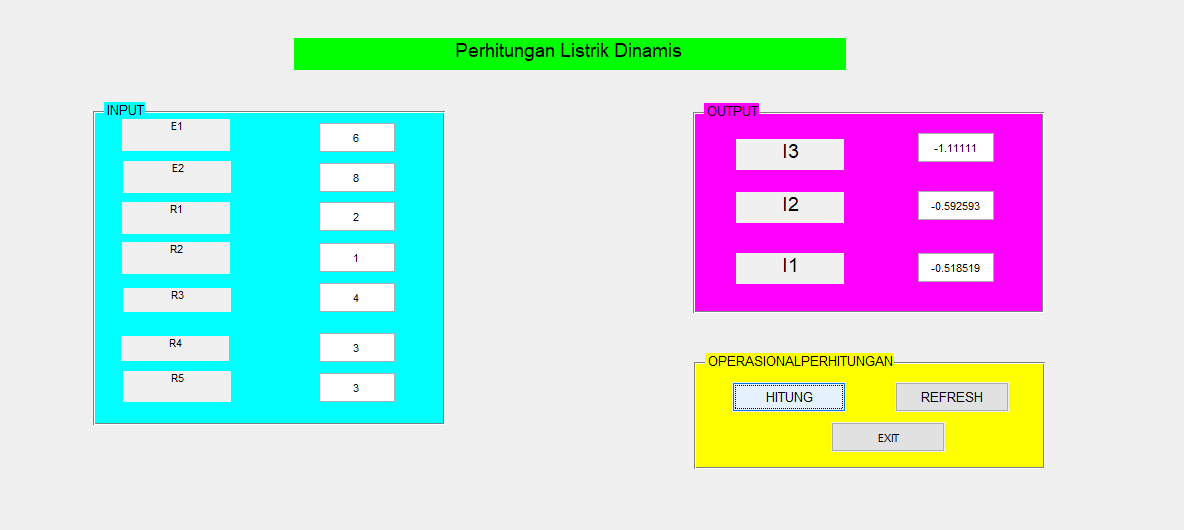 Perhitungan Listrik Dinamis
INPUT
E1 6
E2 8
R1 2
R2 1
R3 4
R4 3
R5 3
OUTPUT
I3 -1.11111
I2 -0.592593
I1 -0.518519
OPERASIONALPERHITUNGAN
HITUNG REFRESH
EXIT